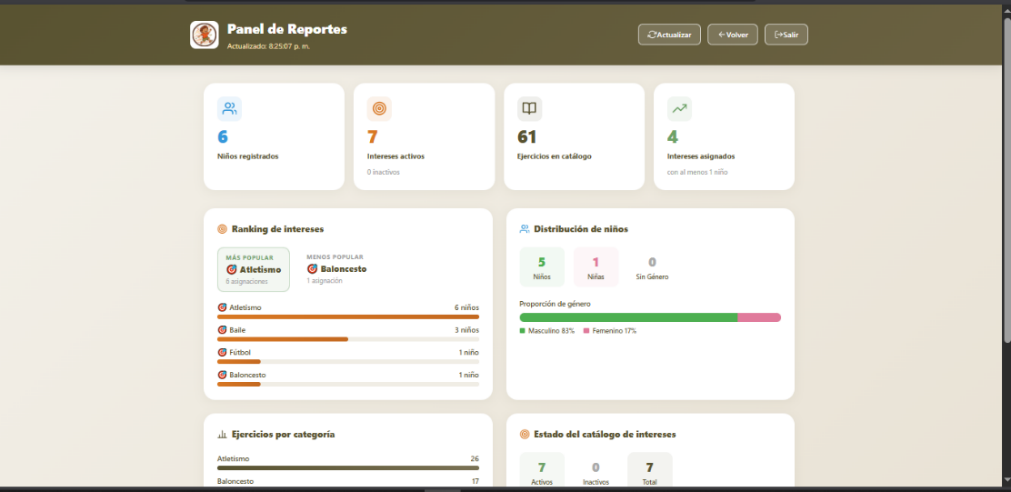 Panel de Reportes
Actualizado: 8:25:07 p. m.
Actualizar
Volver
Salir
6
Niños registrados
7
Intereses activos
0 inactivos
61
Ejercicios en catálogo
4
Intereses asignados
con al menos 1 niño
Ranking de intereses
MÁS POPULAR
Atletismo
6 asignaciones
MENOS POPULAR
Baloncesto
1 asignación
Atletismo 6 niños
Baile 3 niños
Fútbol 1 niño
Baloncesto 1 niño
Distribución de niños
5
Niños
1
Niñas
0
Sin Género
Proporción de género
Masculino 83% Femenino 17%
Ejercicios por categoría
Atletismo 26
Baloncesto 17
Estado del catálogo de intereses
7
Activos
0
Inactivos
7
Total